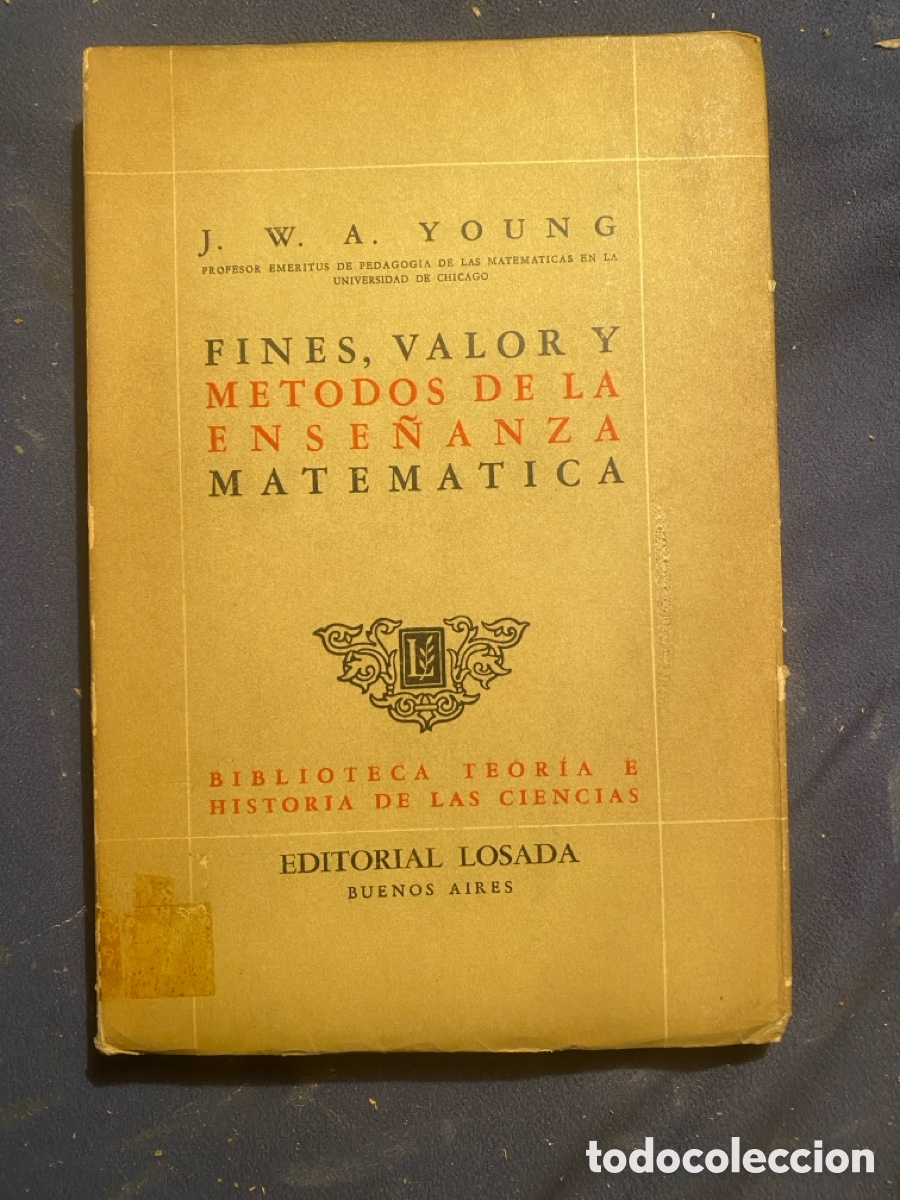 J. W. A. YOUNG
PROFESOR EMERITUS DE PEDAGOGIA DE LAS MATEMATICAS EN LA
UNIVERSIDAD DE CHICAGO
FINES, VALOR Y
METODOS DE LA
ENSEÑANZA
MATEMATICA
L
BIBLIOTECA TEORÍA E
HISTORIA DE LAS CIENCIAS
EDITORIAL LOSADA
BUENOS AIRES
todocoleccion